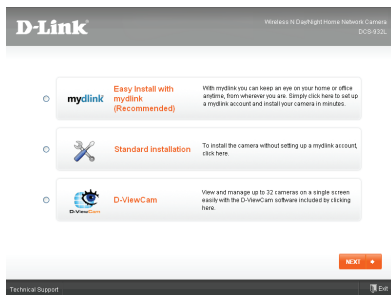 D-Link
Wireless N Day/Night Home Network Camera
DCS-932L
mydlink
Easy Install with
mydlink
(Recommended)
With mydlink you can keep an eye on your home or office
anytime, from wherever you are. Simply click here to set up
a mydlink account and install your camera in minutes.
Standard installation
To install the camera without setting up a mydlink account,
click here.
D-ViewCam
D-ViewCam
View and manage up to 32 cameras on a single screen
easily with the D-ViewCam software included by clicking
here.
NEXT
Technical Support
Exit